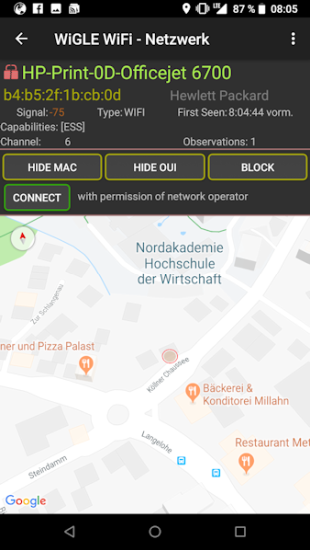 87 % 08:05
WiGLE WiFi - Netzwerk
HP-Print-0D-Officejet 6700
b4:b5:2f:1b:cb:0d Hewlett Packard
Signal: -75 Type: WIFI First Seen: 8:04:44 vorm.
Capabilities: [ESS]
Channel: 6 Observations: 1
HIDE MAC HIDE OUI BLOCK
CONNECT with permission of network operator
Nordakademie
Hochschule
der Wirtschaft
Zur Schlangecks
ner und Pizza Palast
Köllner Chaussee
Bäckerei &
Konditorei Millahn
Langelohe
Restaurant Met
Steindamm
Google